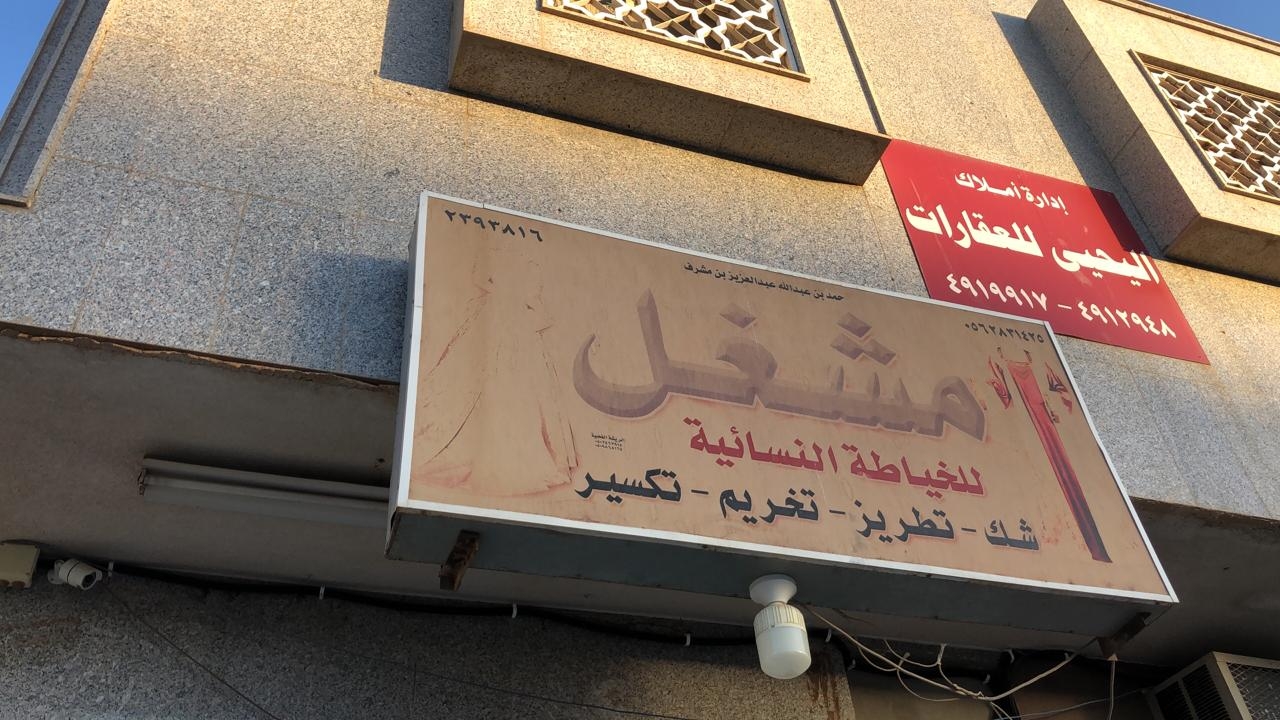 إدارة أملاك
اليحيى للعقارات
٤٩١٢٩٤٨ - ٤٩١٩٩١٧
٢٣٩٣٨١٦
حمد بن عبدالله عبدالعزيز بن مشرف
٠٥٦٢٨٣١٤٢٥
مشغل
للخياطة النسائية
شك - تطريز - تخريم - تكسير